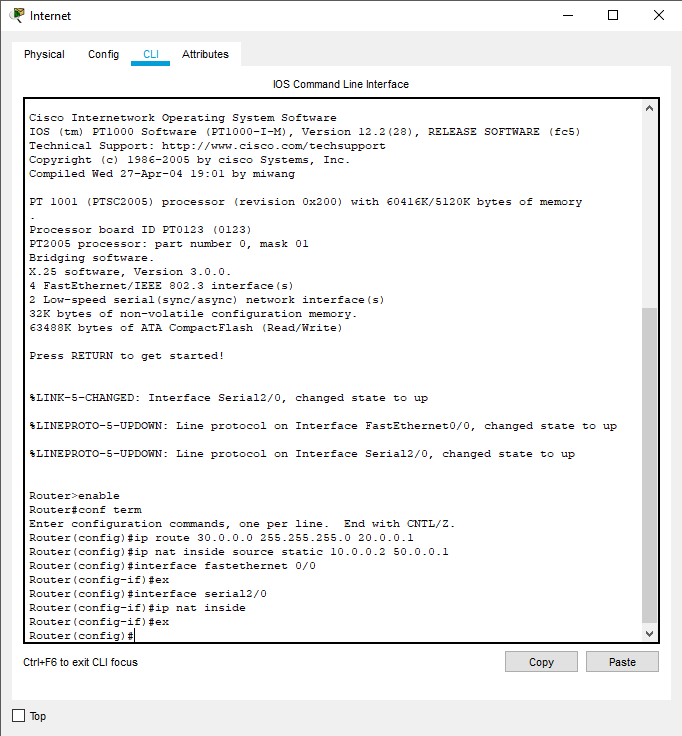 Internet
Physical Config CLI Attributes
IOS Command Line Interface
Cisco Internetwork Operating System Software
IOS (tm) PT1000 Software (PT1000-I-M), Version 12.2(28), RELEASE SOFTWARE (fc5)
Technical Support: http://www.cisco.com/techsupport
Copyright (c) 1986-2005 by cisco Systems, Inc.
Compiled Wed 27-Apr-04 19:01 by miwang
PT 1001 (PTSC2005) processor (revision 0x200) with 60416K/5120K bytes of memory
.
Processor board ID PT0123 (0123)
PT2005 processor: part number 0, mask 01
Bridging software.
X.25 software, Version 3.0.0.
4 FastEthernet/IEEE 802.3 interface(s)
2 Low-speed serial(sync/async) network interface(s)
32K bytes of non-volatile configuration memory.
63488K bytes of ATA CompactFlash (Read/Write)
Press RETURN to get started!
%LINK-5-CHANGED: Interface Serial2/0, changed state to up
%LINEPROTO-5-UPDOWN: Line protocol on Interface FastEthernet0/0, changed state to up
%LINEPROTO-5-UPDOWN: Line protocol on Interface Serial2/0, changed state to up
Router>enable
Router#conf term
Enter configuration commands, one per line.  End with CNTL/Z.
Router(config)#ip route 30.0.0.0 255.255.255.0 20.0.0.1
Router(config)#ip nat inside source static 10.0.0.2 50.0.0.1
Router(config)#interface fastethernet 0/0
Router(config-if)#ex
Router(config)#interface serial2/0
Router(config-if)#ip nat inside
Router(config-if)#ex
Router(config)#
Ctrl+F6 to exit CLI focus
Copy Paste
Top